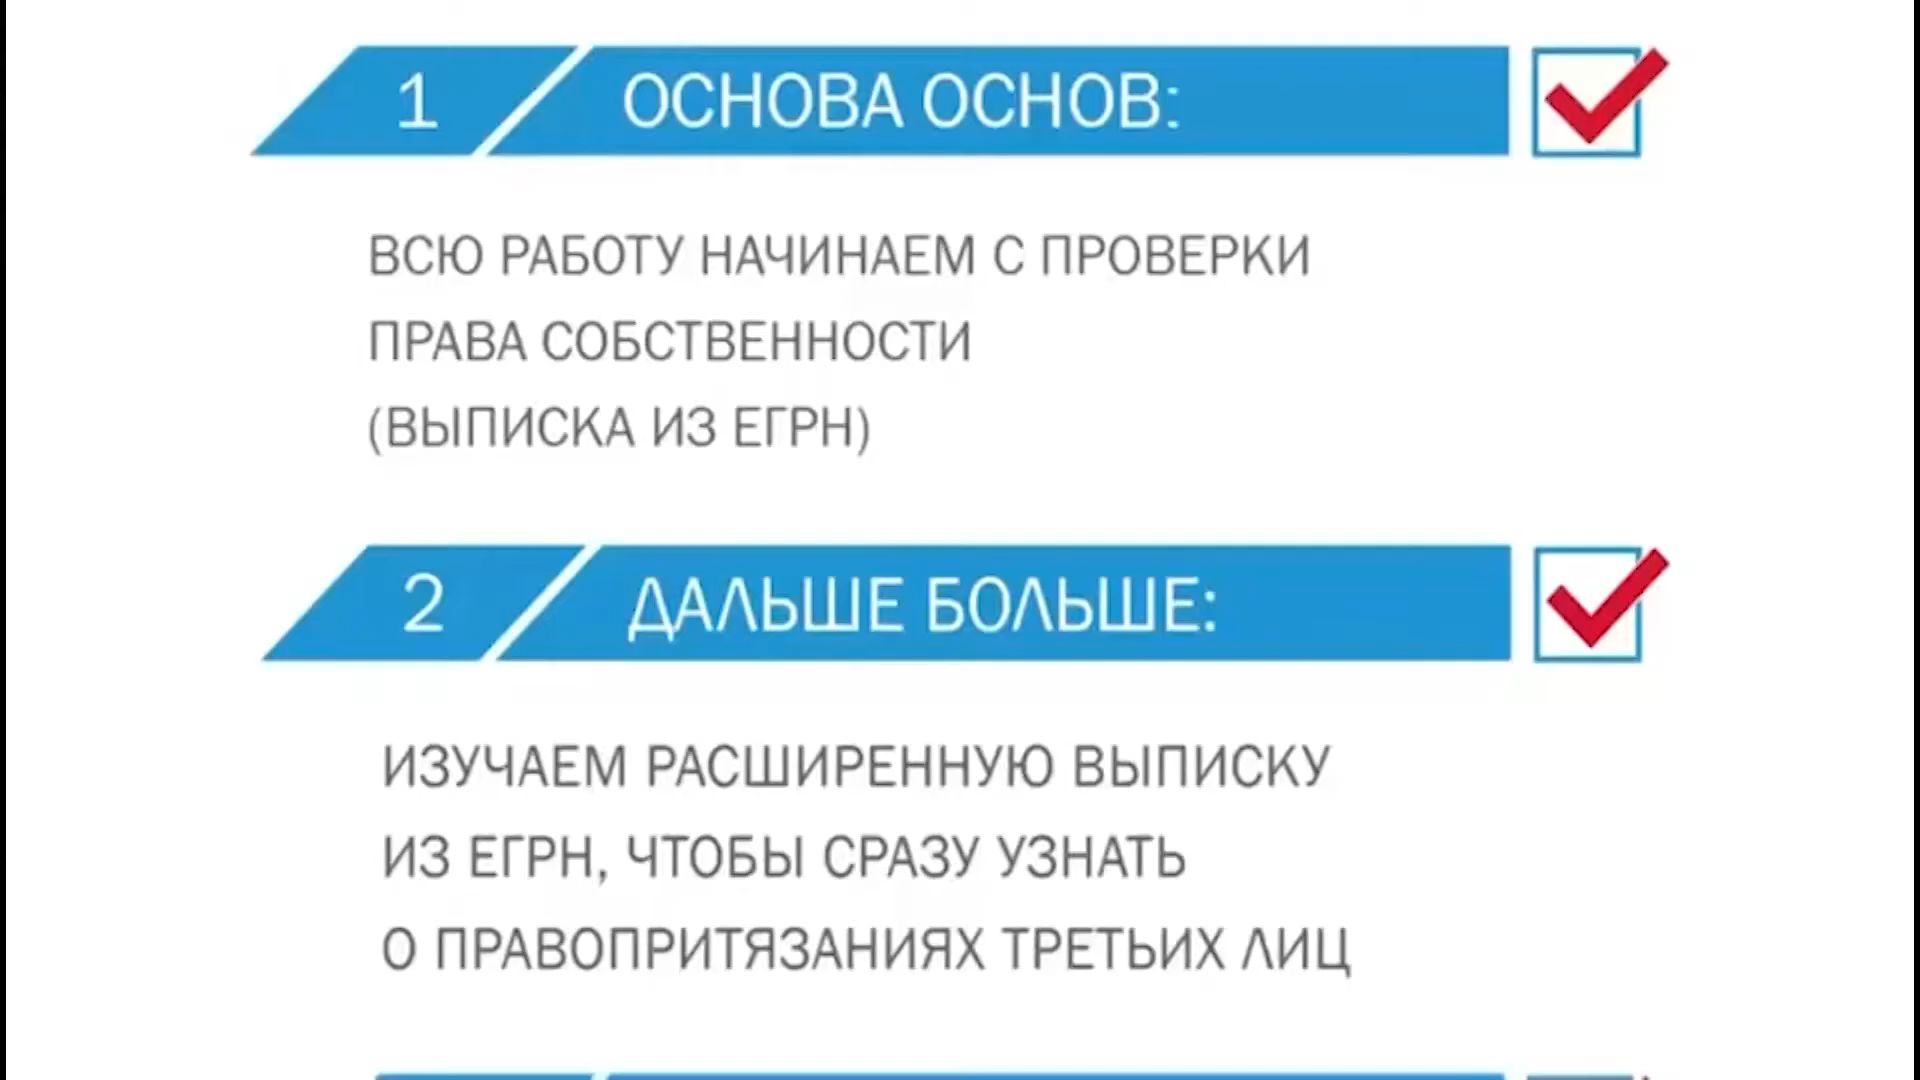 1 ОСНОВА ОСНОВ:
ВСЮ РАБОТУ НАЧИНАЕМ С ПРОВЕРКИ
ПРАВА СОБСТВЕННОСТИ
(ВЫПИСКА ИЗ ЕГРН)
2 ДАЛЬШЕ БОЛЬШЕ:
ИЗУЧАЕМ РАСШИРЕННУЮ ВЫПИСКУ
ИЗ ЕГРН, ЧТОБЫ СРАЗУ УЗНАТЬ
О ПРАВОПРИТЯЗАНИЯХ ТРЕТЬИХ ЛИЦ